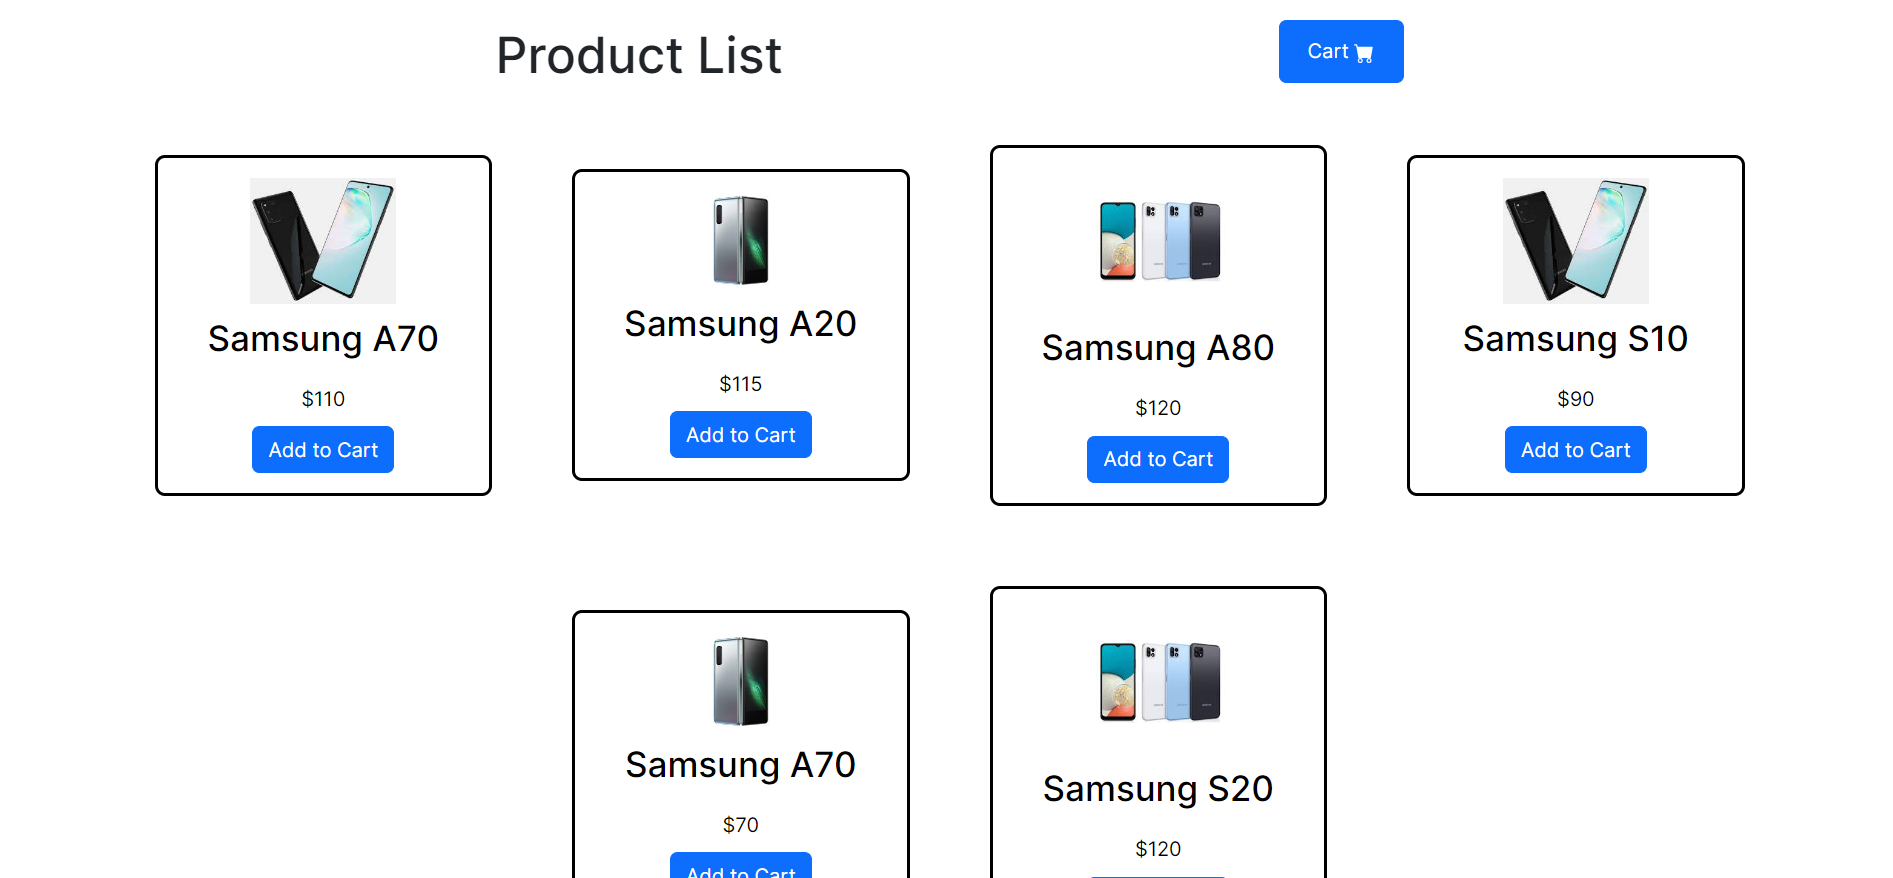 Product List
Cart
Samsung A70
$110
Add to Cart
Samsung A20
$115
Add to Cart
Samsung A80
$120
Add to Cart
Samsung S10
$90
Add to Cart
Samsung A70
$70
Add to Cart
Samsung S20
$120